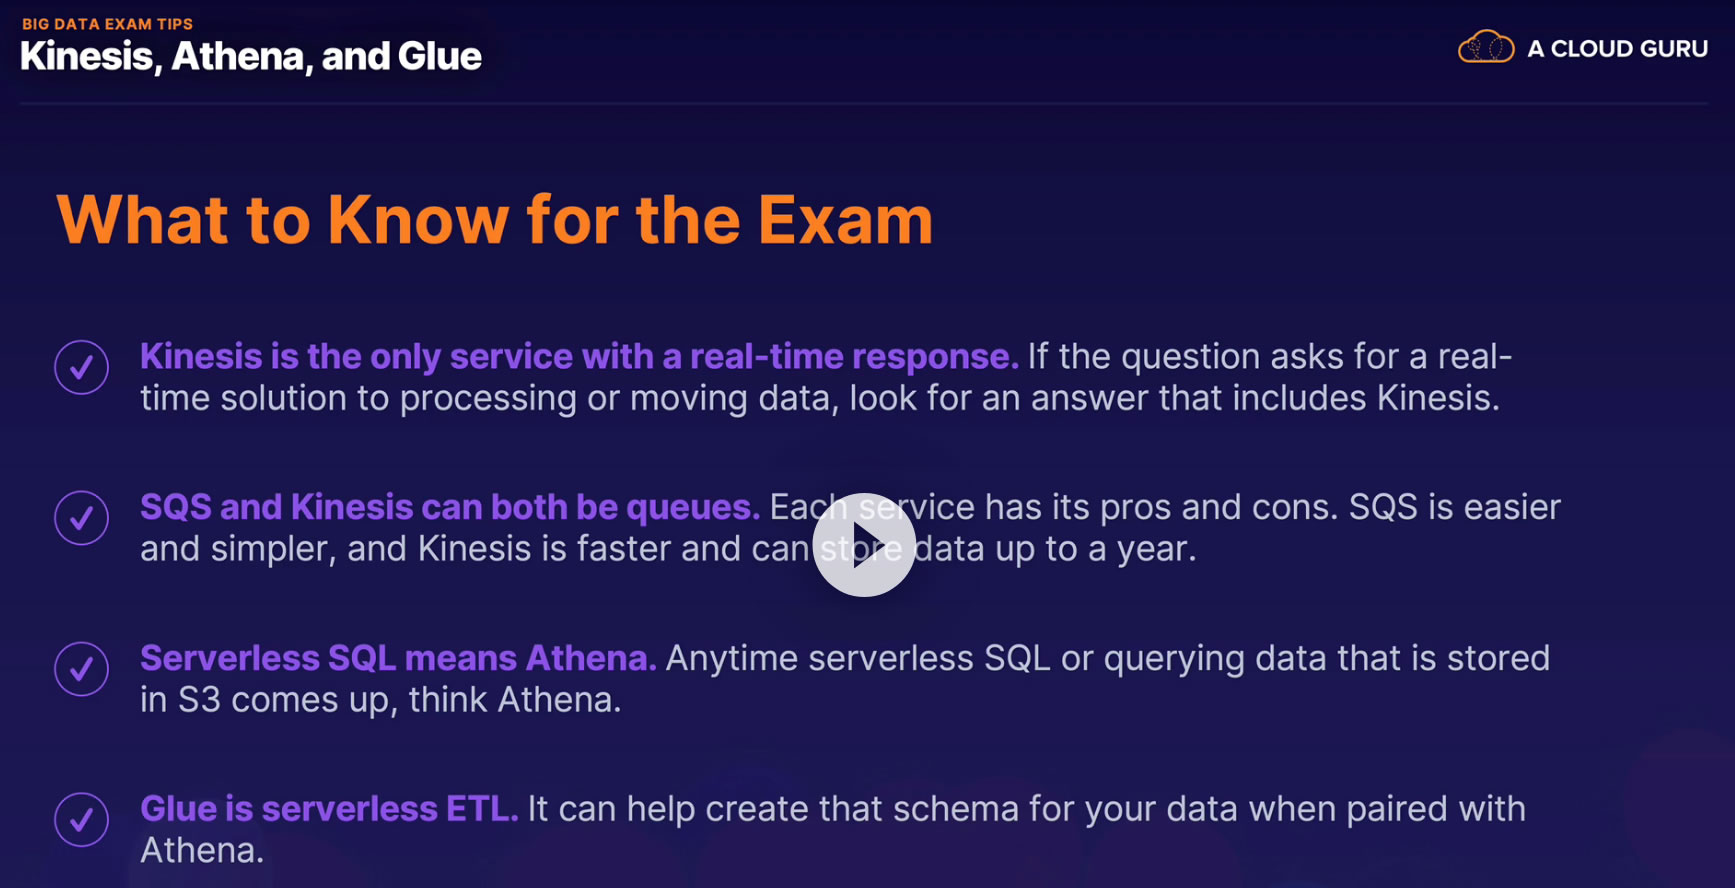 BIG DATA EXAM TIPS
Kinesis, Athena, and Glue
A CLOUD GURU
What to Know for the Exam
Kinesis is the only service with a real-time response. If the question asks for a real-
time solution to processing or moving data, look for an answer that includes Kinesis.
SQS and Kinesis can both be queues. Each service has its pros and cons. SQS is easier
and simpler, and Kinesis is faster and can store data up to a year.
Serverless SQL means Athena. Anytime serverless SQL or querying data that is stored
in S3 comes up, think Athena.
Glue is serverless ETL. It can help create that schema for your data when paired with
Athena.